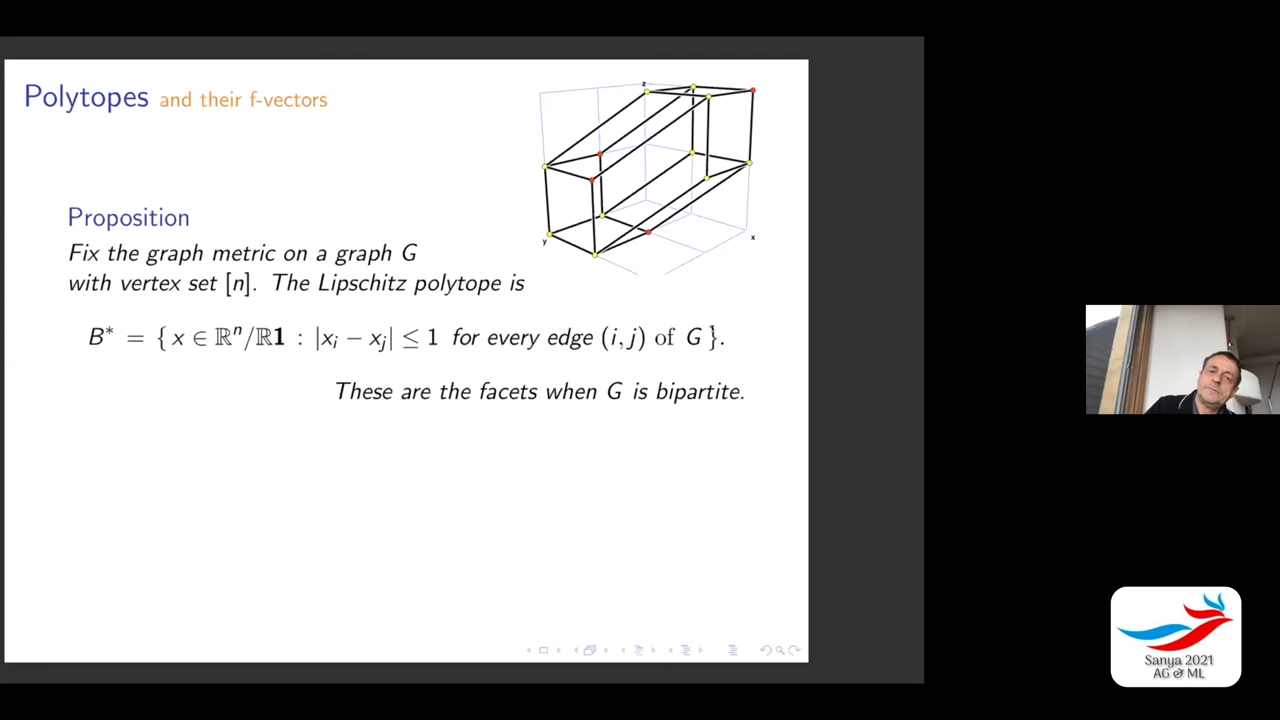 Polytopes and their f-vectors
z
y
x
Proposition
Fix the graph metric on a graph G
with vertex set [n]. The Lipschitz polytope is
B* = { x ∈ ℝⁿ/ℝ𝟏 : |xᵢ − xⱼ| ≤ 1 for every edge (i, j) of G }.
These are the facets when G is bipartite.
Sanya 2021
AG & ML